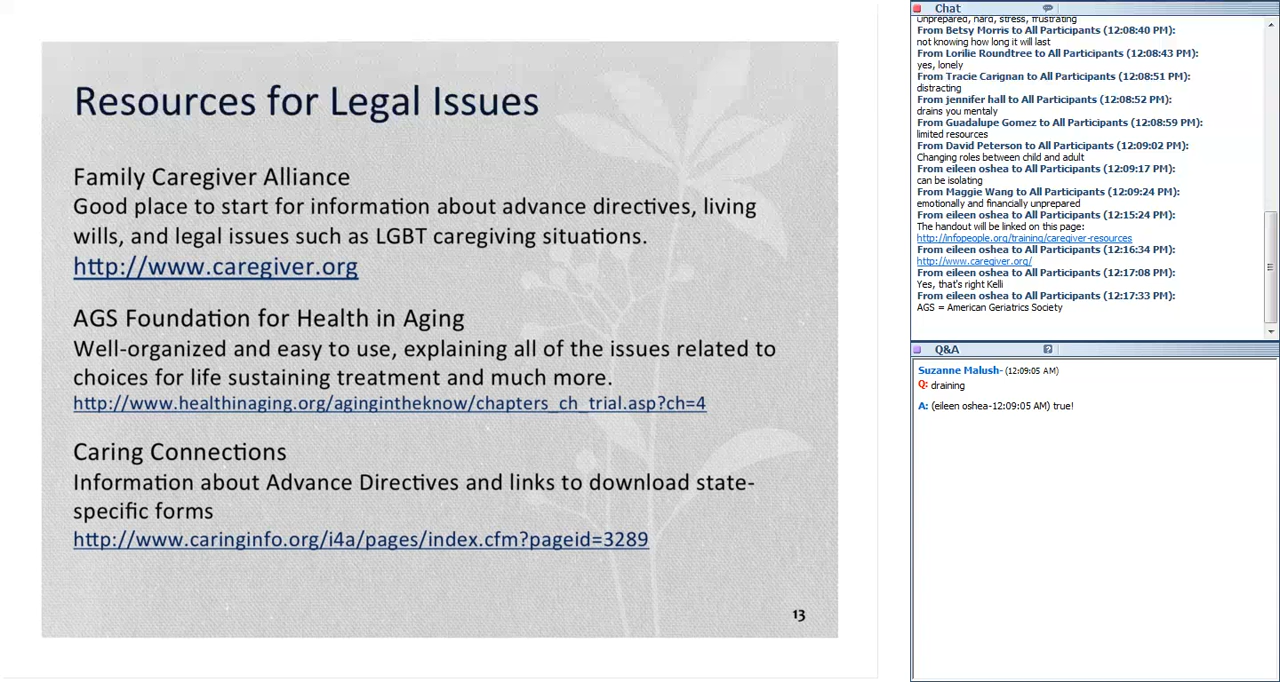 Resources for Legal Issues
Family Caregiver Alliance
Good place to start for information about advance directives, living
wills, and legal issues such as LGBT caregiving situations.
http://www.caregiver.org
AGS Foundation for Health in Aging
Well-organized and easy to use, explaining all of the issues related to
choices for life sustaining treatment and much more.
http://www.healthinaging.org/agingintheknow/chapters_ch_trial.asp?ch=4
Caring Connections
Information about Advance Directives and links to download state-
specific forms
http://www.caringinfo.org/i4a/pages/index.cfm?pageid=3289
13
Chat
unprepared, hard, stress, frustrating
From Betsy Morris to All Participants (12:08:40 PM):
not knowing how long it will last
From Lorilie Roundtree to All Participants (12:08:43 PM):
yes, lonely
From Tracie Carignan to All Participants (12:08:51 PM):
distracting
From jennifer hall to All Participants (12:08:52 PM):
drains you mentaly
From Guadalupe Gomez to All Participants (12:08:59 PM):
limited resources
From David Peterson to All Participants (12:09:02 PM):
Changing roles between child and adult
From eileen oshea to All Participants (12:09:17 PM):
can be isolating
From Maggie Wang to All Participants (12:09:24 PM):
emotionally and financially unprepared
From eileen oshea to All Participants (12:15:24 PM):
The handout will be linked on this page:
http://infopeople.org/training/caregiver-resources
From eileen oshea to All Participants (12:16:34 PM):
http://www.caregiver.org/
From eileen oshea to All Participants (12:17:08 PM):
Yes, that's right Kelli
From eileen oshea to All Participants (12:17:33 PM):
AGS = American Geriatrics Society
Q&A
Suzanne Malush- (12:09:05 AM)
Q: draining
A: (eileen oshea-12:09:05 AM) true!